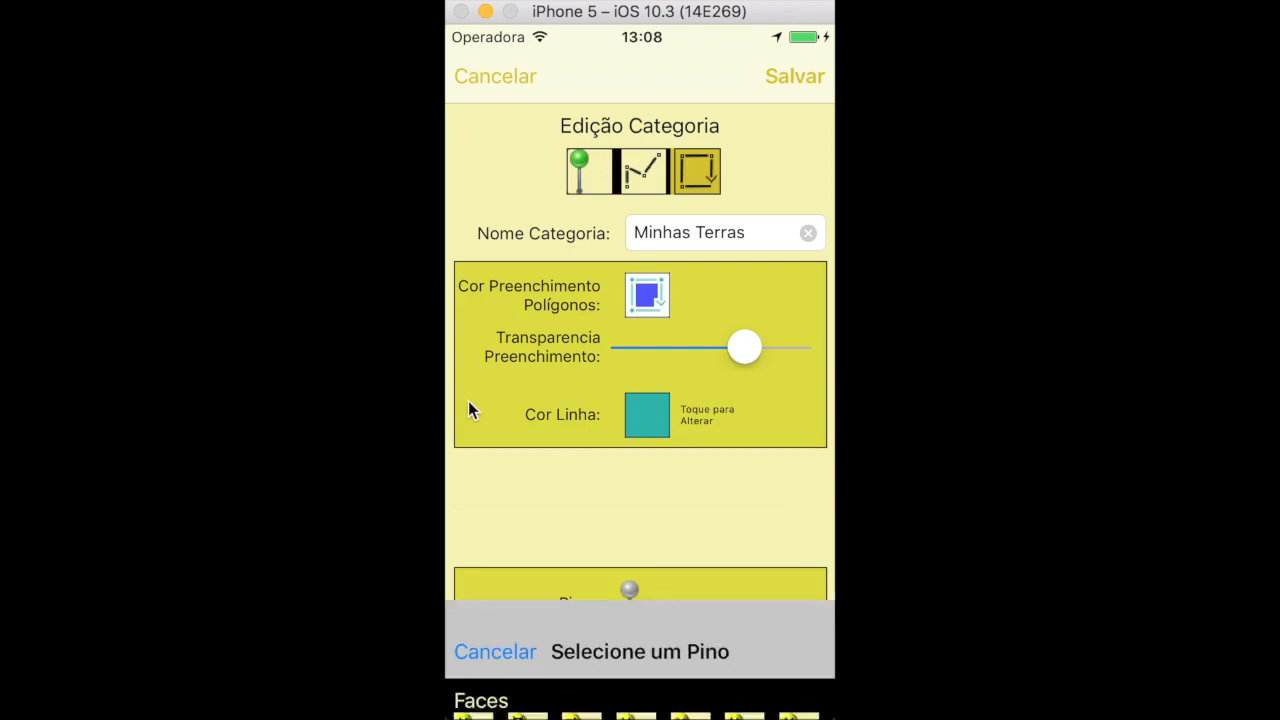 iPhone 5 – iOS 10.3 (14E269)
Operadora 13:08
Cancelar Salvar
Edição Categoria
Nome Categoria: Minhas Terras
Cor Preenchimento
Polígonos:
Transparencia
Preenchimento:
Cor Linha: Toque para
Alterar
Cancelar Selecione um Pino
Faces